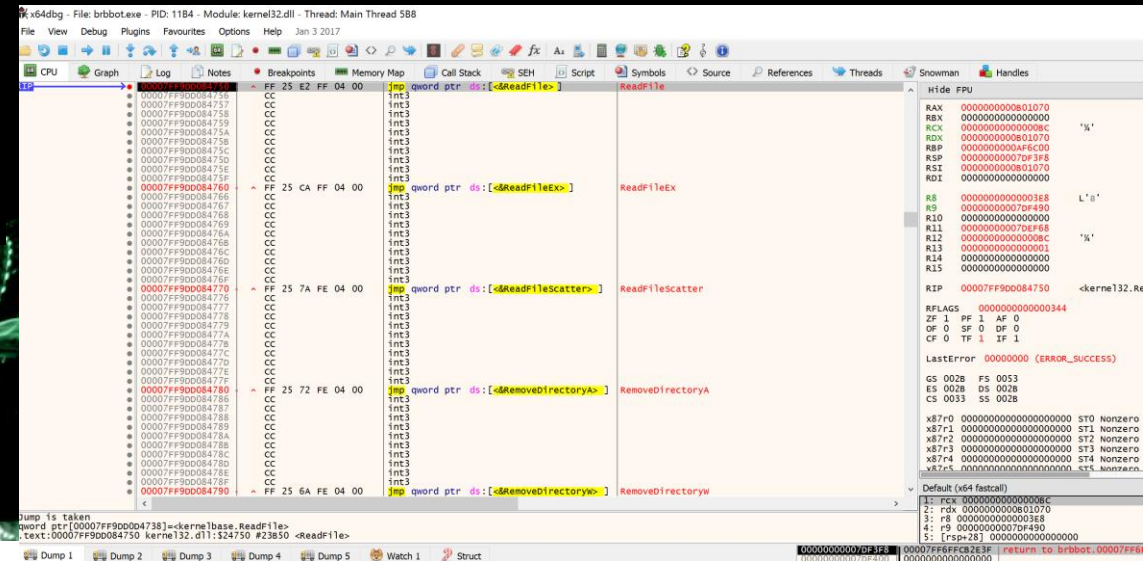 x64dbg - File: brbbot.exe - PID: 11B4 - Module: kernel32.dll - Thread: Main Thread 5B8
File View Debug Plugins Favourites Options Help Jan 3 2017
CPU Graph Log Notes Breakpoints Memory Map Call Stack SEH Script Symbols Source References Threads Snowman Handles
RIP 00007FF9DD084750 FF 25 E2 FF 04 00 jmp qword ptr ds:[<&ReadFile>] ReadFile
00007FF9DD084756 CC int3
00007FF9DD084757 CC int3
00007FF9DD084758 CC int3
00007FF9DD084759 CC int3
00007FF9DD08475A CC int3
00007FF9DD08475B CC int3
00007FF9DD08475C CC int3
00007FF9DD08475D CC int3
00007FF9DD08475E CC int3
00007FF9DD08475F CC int3
00007FF9DD084760 FF 25 CA FF 04 00 jmp qword ptr ds:[<&ReadFileEx>] ReadFileEx
00007FF9DD084766 CC int3
00007FF9DD084767 CC int3
00007FF9DD084768 CC int3
00007FF9DD084769 CC int3
00007FF9DD08476A CC int3
00007FF9DD08476B CC int3
00007FF9DD08476C CC int3
00007FF9DD08476D CC int3
00007FF9DD08476E CC int3
00007FF9DD08476F CC int3
00007FF9DD084770 FF 25 7A FE 04 00 jmp qword ptr ds:[<&ReadFileScatter>] ReadFileScatter
00007FF9DD084776 CC int3
00007FF9DD084777 CC int3
00007FF9DD084778 CC int3
00007FF9DD084779 CC int3
00007FF9DD08477A CC int3
00007FF9DD08477B CC int3
00007FF9DD08477C CC int3
00007FF9DD08477D CC int3
00007FF9DD08477E CC int3
00007FF9DD08477F CC int3
00007FF9DD084780 FF 25 72 FE 04 00 jmp qword ptr ds:[<&RemoveDirectoryA>] RemoveDirectoryA
00007FF9DD084786 CC int3
00007FF9DD084787 CC int3
00007FF9DD084788 CC int3
00007FF9DD084789 CC int3
00007FF9DD08478A CC int3
00007FF9DD08478B CC int3
00007FF9DD08478C CC int3
00007FF9DD08478D CC int3
00007FF9DD08478E CC int3
00007FF9DD08478F CC int3
00007FF9DD084790 FF 25 6A FE 04 00 jmp qword ptr ds:[<&RemoveDirectoryW>] RemoveDirectoryW
Jump is taken
qword ptr[00007FF9DD0D4738]=<kernelbase.ReadFile>
.text:00007FF9DD084750 kernel32.dll:$24750 #23B50 <ReadFile>
Dump 1 Dump 2 Dump 3 Dump 4 Dump 5 Watch 1 Struct
Hide FPU
RAX 0000000000B01070
RBX 0000000000000000
RCX 00000000000000BC '¼'
RDX 0000000000B01070
RBP 0000000000AF6C00
RSP 00000000007DF3F8
RSI 0000000000B01070
RDI 0000000000000000
R8 00000000000003E8
R9 00000000007DF490
R10 0000000000000000
R11 00000000007DEF68
R12 00000000000000BC '¼'
R13 0000000000000001
R14 0000000000000000
R15 0000000000000000
RIP 00007FF9DD084750 <kernel32.Re
RFLAGS 0000000000000344
ZF 1 PF 1 AF 0
OF 0 SF 0 DF 0
CF 0 TF 1 IF 1
LastError 00000000 (ERROR_SUCCESS)
GS 002B FS 0053
ES 002B DS 002B
CS 0033 SS 002B
x87r0 00000000000000000000 ST0 Nonzero
x87r1 00000000000000000000 ST1 Nonzero
x87r2 00000000000000000000 ST2 Nonzero
x87r3 00000000000000000000 ST3 Nonzero
x87r4 00000000000000000000 ST4 Nonzero
x87r5 00000000000000000000 ST5 Nonzero
Default (x64 fastcall)
1: rcx 00000000000000BC
2: rdx 0000000000B01070
3: r8 00000000000003E8
4: r9 00000000007DF490
5: [rsp+28] 0000000000000000
00000000007DF3F8 00007FF6FFCB2E3F return to brbbot.00007FF6
00000000007DF400 0000000000000000